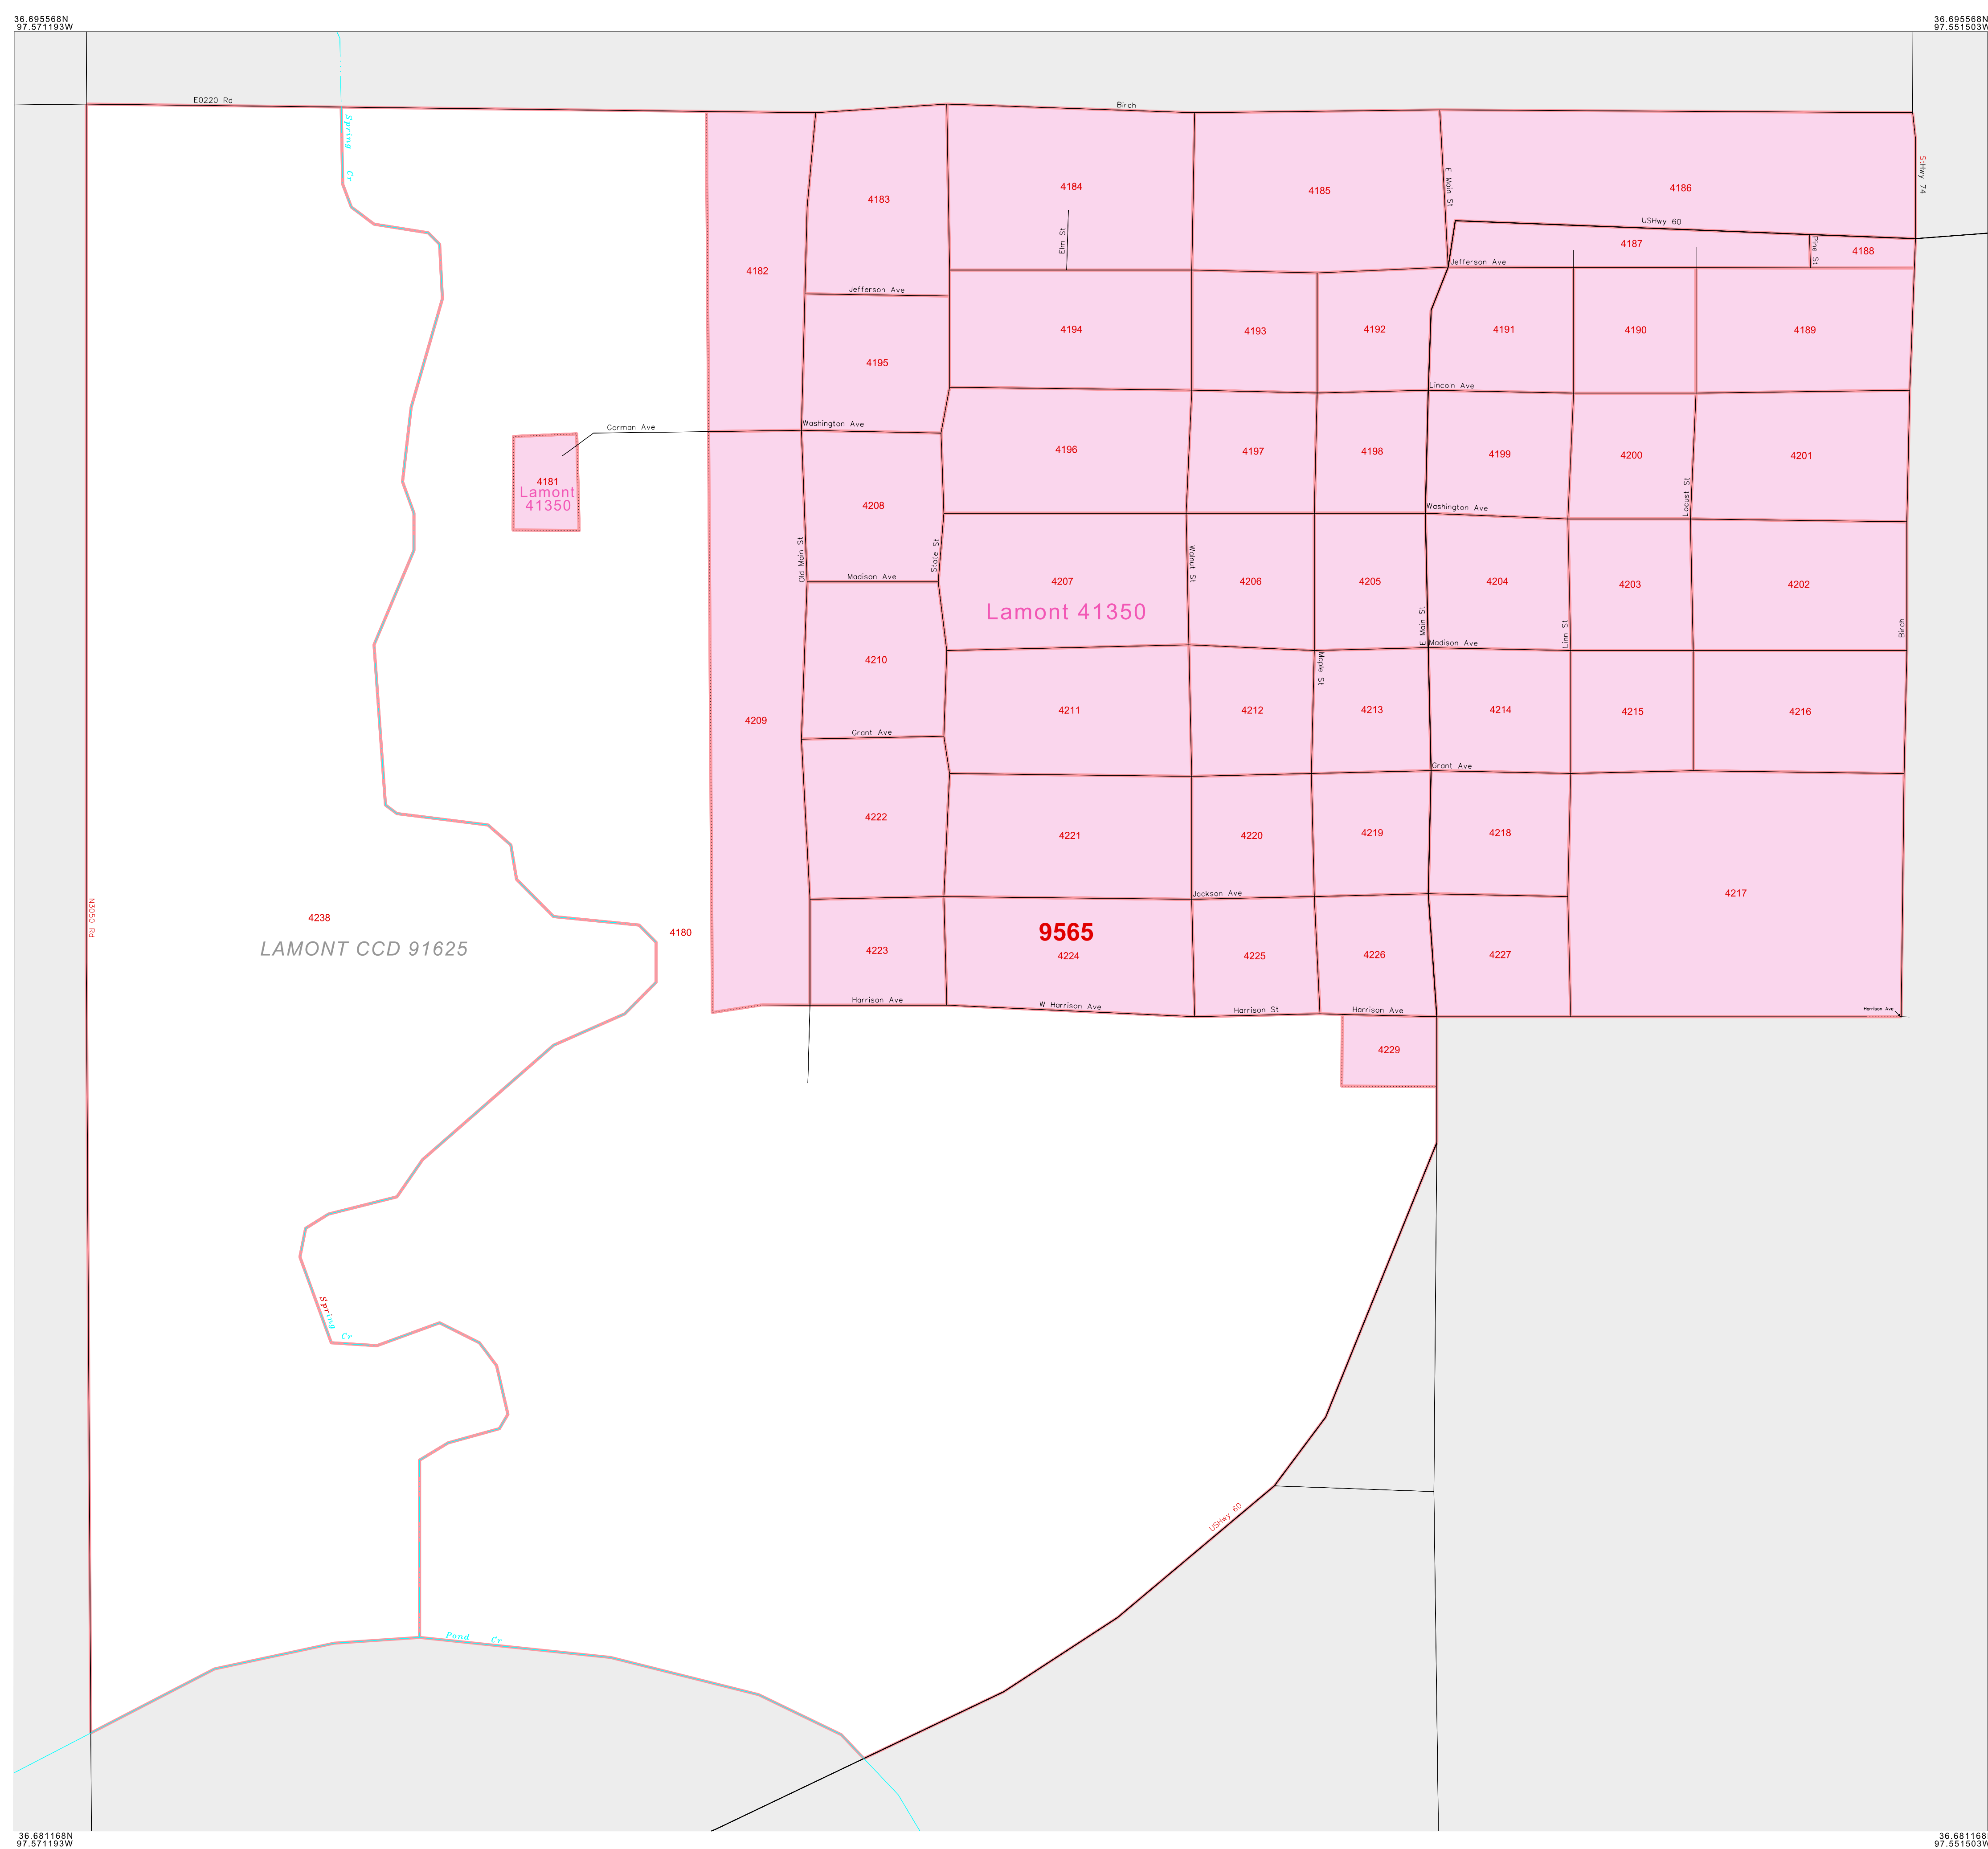 36.695568N
97.571193W
36.695568N
97.551503W
E0220 Rd
Birch
Spring Cr
StHwy 74
E Main St
4183
4184
4185
4186
USHwy 60
4187
Pine St
4188
Elm St
Jefferson Ave
4182
Jefferson Ave
4194
4193
4192
4191
4190
4189
4195
Lincoln Ave
Gorman Ave
Washington Ave
4196
4197
4198
4199
4200
4201
4181
Lamont
41350
4208
Locust St
Washington Ave
Old Main St
State St
Walnut St
Madison Ave
4207
4206
4205
4204
4203
4202
Lamont 41350
E Main St
Linn St
Birch
Madison Ave
Maple St
4210
4209
4211
4212
4213
4214
4215
4216
Grant Ave
Grant Ave
4222
4221
4220
4219
4218
4217
Jackson Ave
N3050 Rd
4238
LAMONT CCD 91625
4180
9565
4223
4224
4225
4226
4227
Harrison Ave
W Harrison Ave
Harrison St
Harrison Ave
Harrison Ave
4229
Spring Cr
USHwy 60
Pond Cr
36.681168N
97.571193W
36.681168
97.551503W